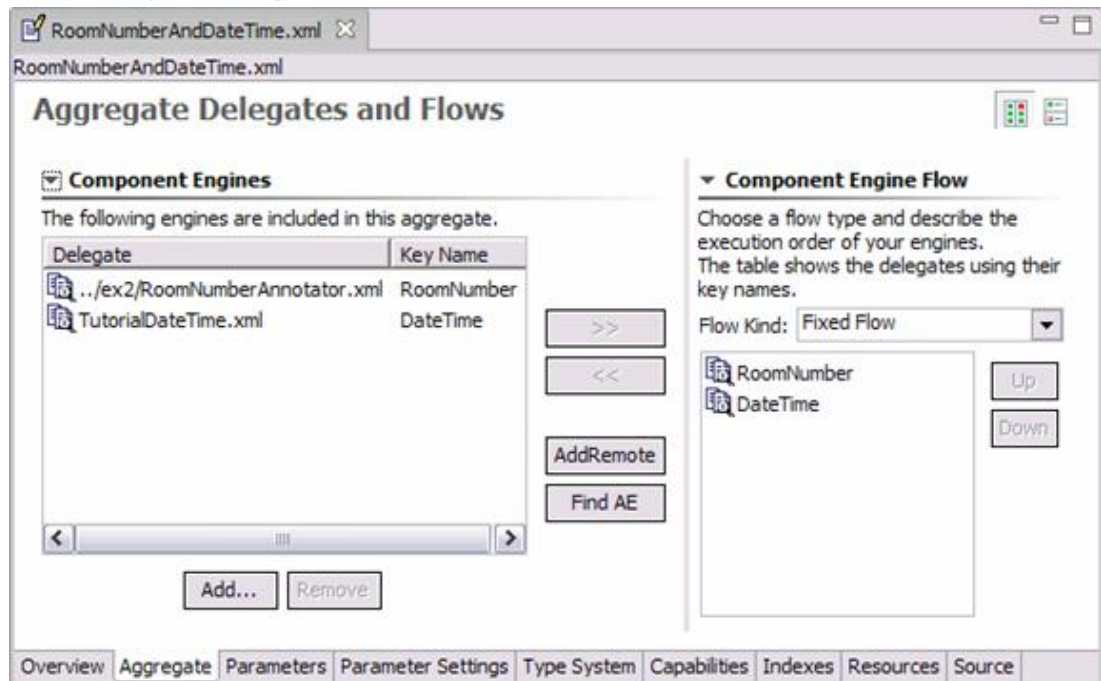 RoomNumberAndDateTime.xml
RoomNumberAndDateTime.xml
Aggregate Delegates and Flows
Component Engines
The following engines are included in this aggregate.
Delegate Key Name
../ex2/RoomNumberAnnotator.xml RoomNumber
TutorialDateTime.xml DateTime
>>
<<
AddRemote
Find AE
Add... Remove
Component Engine Flow
Choose a flow type and describe the
execution order of your engines.
The table shows the delegates using their
key names.
Flow Kind: Fixed Flow
RoomNumber
DateTime
Up
Down
Overview Aggregate Parameters Parameter Settings Type System Capabilities Indexes Resources Source